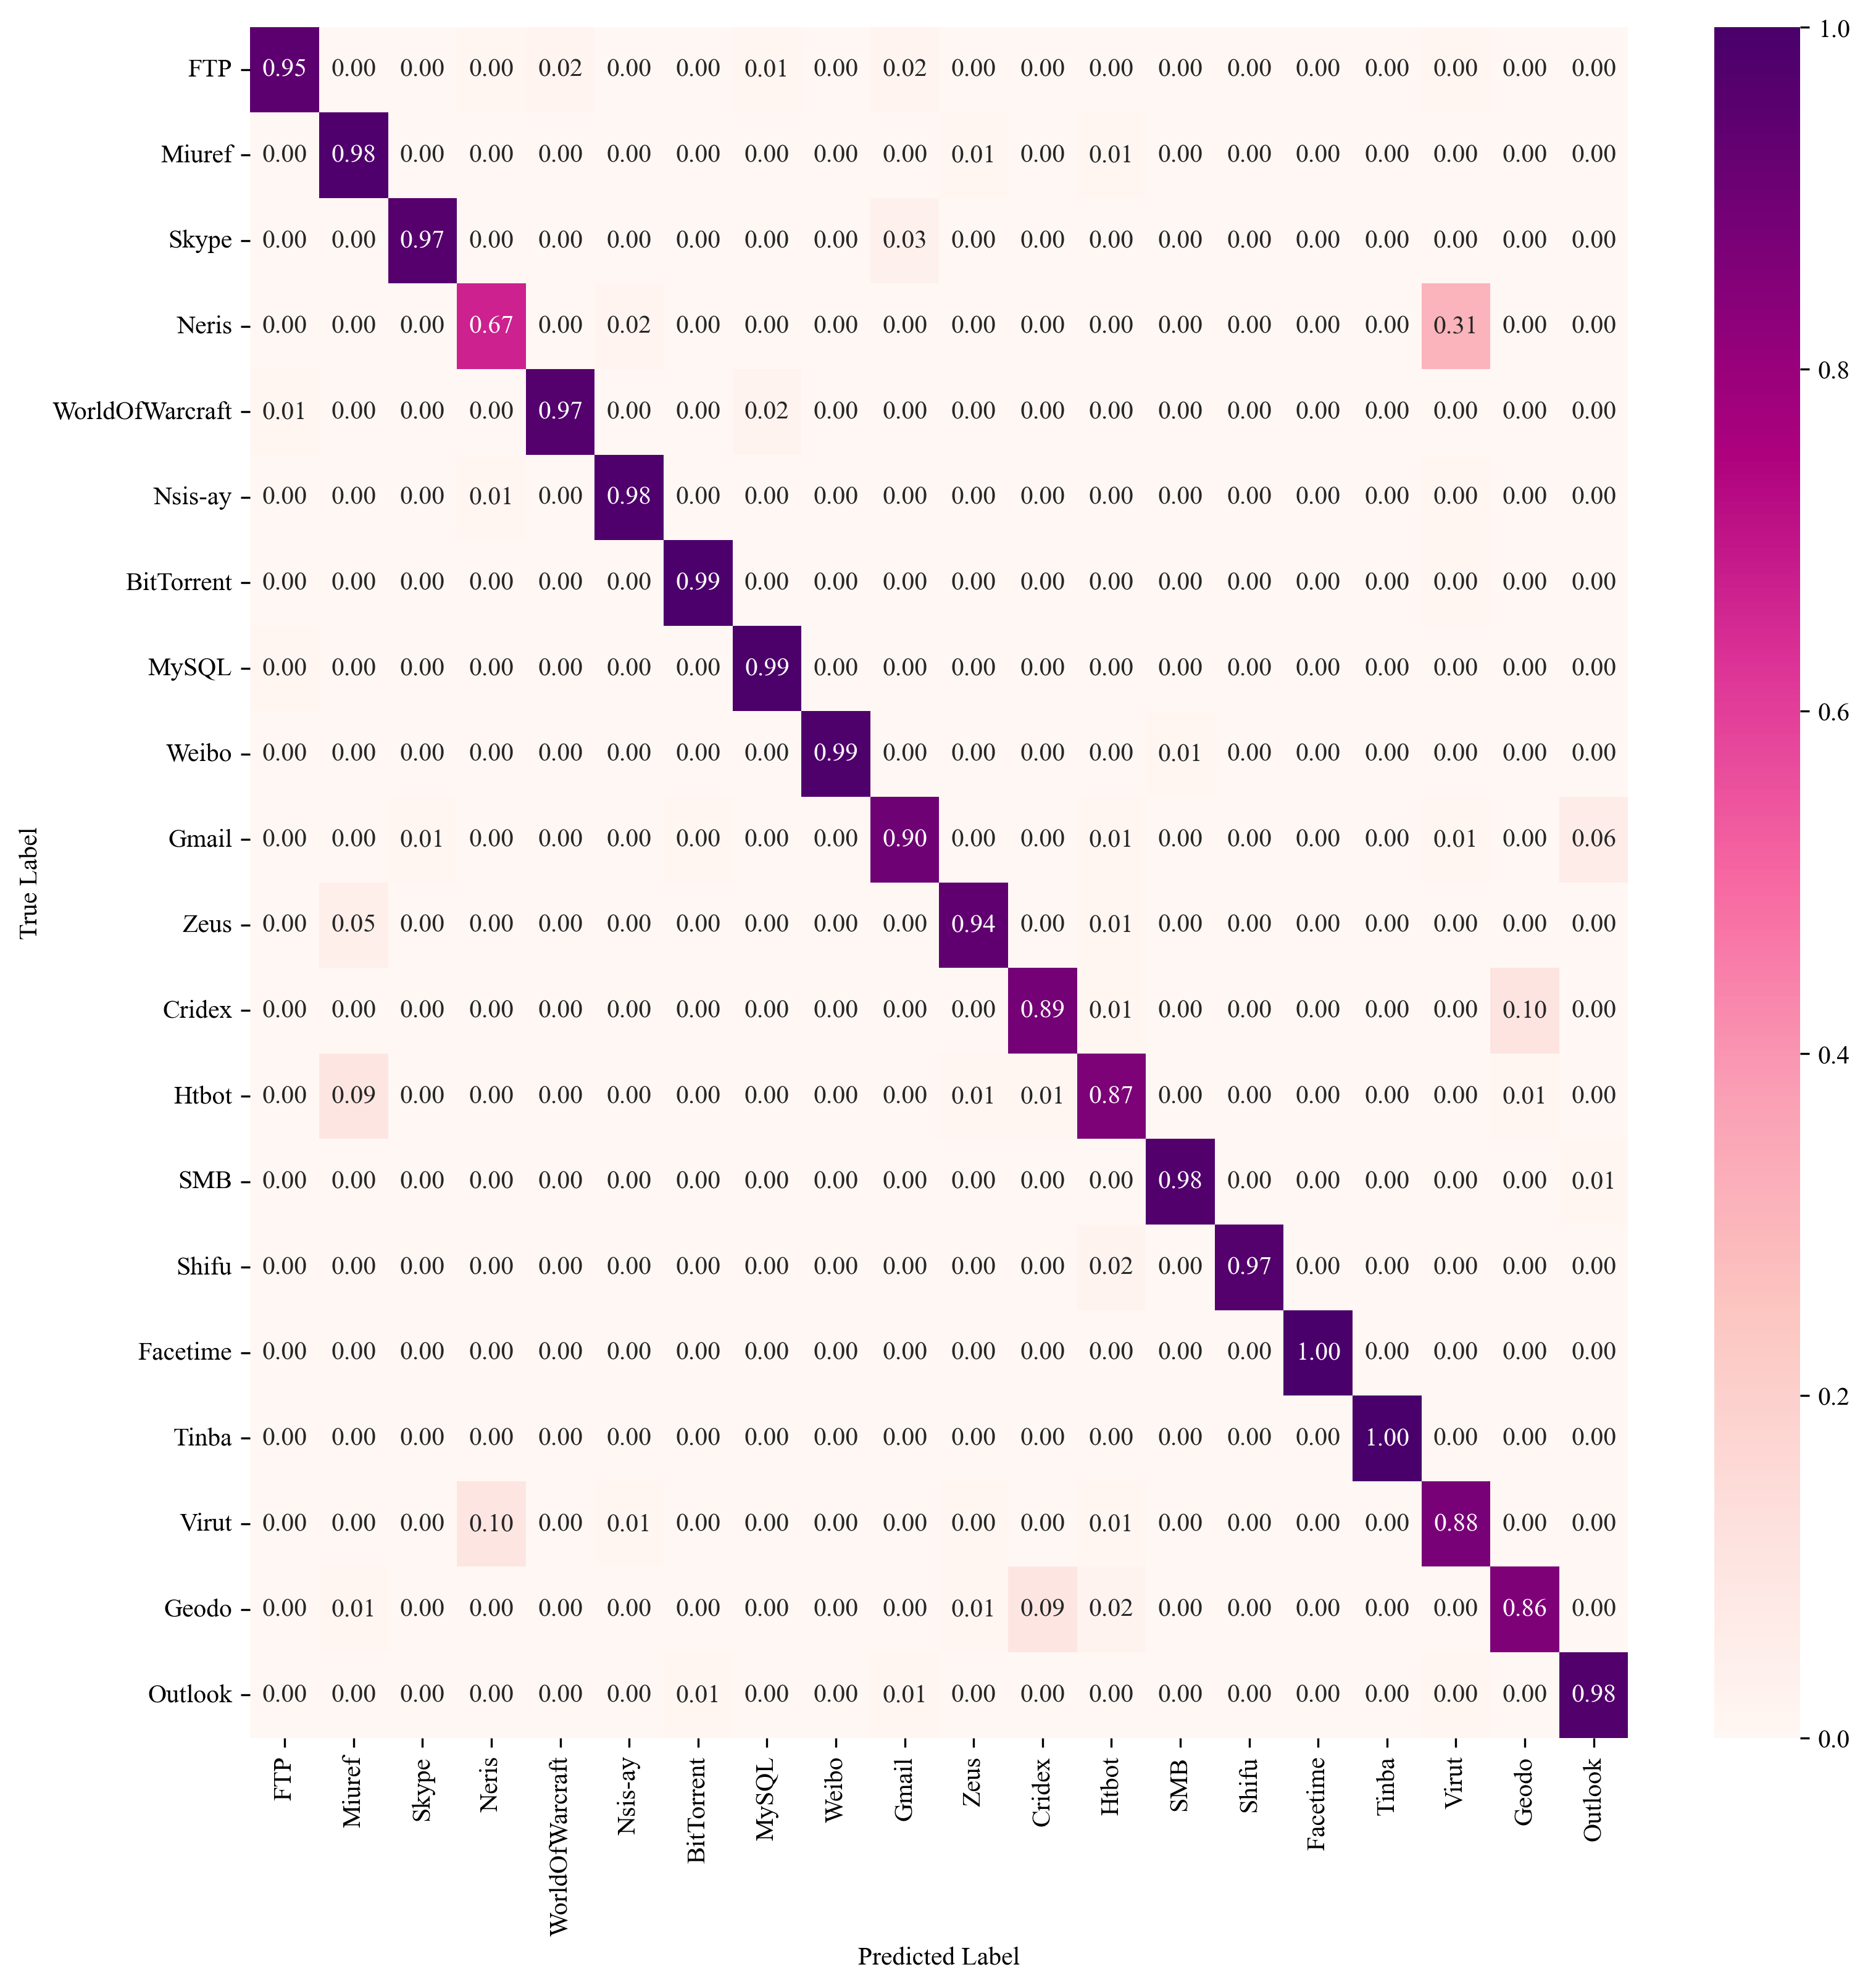 FTP 0.95 0.00 0.00 0.00 0.02 0.00 0.00 0.01 0.00 0.02 0.00 0.00 0.00 0.00 0.00 0.00 0.00 0.00 0.00 0.00
Miuref 0.00 0.98 0.00 0.00 0.00 0.00 0.00 0.00 0.00 0.00 0.01 0.00 0.01 0.00 0.00 0.00 0.00 0.00 0.00 0.00
Skype 0.00 0.00 0.97 0.00 0.00 0.00 0.00 0.00 0.00 0.03 0.00 0.00 0.00 0.00 0.00 0.00 0.00 0.00 0.00 0.00
Neris 0.00 0.00 0.00 0.67 0.00 0.02 0.00 0.00 0.00 0.00 0.00 0.00 0.00 0.00 0.00 0.00 0.00 0.31 0.00 0.00
WorldOfWarcraft 0.01 0.00 0.00 0.00 0.97 0.00 0.00 0.02 0.00 0.00 0.00 0.00 0.00 0.00 0.00 0.00 0.00 0.00 0.00 0.00
Nsis-ay 0.00 0.00 0.00 0.01 0.00 0.98 0.00 0.00 0.00 0.00 0.00 0.00 0.00 0.00 0.00 0.00 0.00 0.00 0.00 0.00
BitTorrent 0.00 0.00 0.00 0.00 0.00 0.00 0.99 0.00 0.00 0.00 0.00 0.00 0.00 0.00 0.00 0.00 0.00 0.00 0.00 0.00
MySQL 0.00 0.00 0.00 0.00 0.00 0.00 0.00 0.99 0.00 0.00 0.00 0.00 0.00 0.00 0.00 0.00 0.00 0.00 0.00 0.00
Weibo 0.00 0.00 0.00 0.00 0.00 0.00 0.00 0.00 0.99 0.00 0.00 0.00 0.00 0.01 0.00 0.00 0.00 0.00 0.00 0.00
Gmail 0.00 0.00 0.01 0.00 0.00 0.00 0.00 0.00 0.00 0.90 0.00 0.00 0.01 0.00 0.00 0.00 0.00 0.01 0.00 0.06
Zeus 0.00 0.05 0.00 0.00 0.00 0.00 0.00 0.00 0.00 0.00 0.94 0.00 0.01 0.00 0.00 0.00 0.00 0.00 0.00 0.00
Cridex 0.00 0.00 0.00 0.00 0.00 0.00 0.00 0.00 0.00 0.00 0.00 0.89 0.01 0.00 0.00 0.00 0.00 0.00 0.10 0.00
Htbot 0.00 0.09 0.00 0.00 0.00 0.00 0.00 0.00 0.00 0.00 0.01 0.01 0.87 0.00 0.00 0.00 0.00 0.00 0.01 0.00
SMB 0.00 0.00 0.00 0.00 0.00 0.00 0.00 0.00 0.00 0.00 0.00 0.00 0.00 0.98 0.00 0.00 0.00 0.00 0.00 0.01
Shifu 0.00 0.00 0.00 0.00 0.00 0.00 0.00 0.00 0.00 0.00 0.00 0.00 0.02 0.00 0.97 0.00 0.00 0.00 0.00 0.00
Facetime 0.00 0.00 0.00 0.00 0.00 0.00 0.00 0.00 0.00 0.00 0.00 0.00 0.00 0.00 0.00 1.00 0.00 0.00 0.00 0.00
Tinba 0.00 0.00 0.00 0.00 0.00 0.00 0.00 0.00 0.00 0.00 0.00 0.00 0.00 0.00 0.00 0.00 1.00 0.00 0.00 0.00
Virut 0.00 0.00 0.00 0.10 0.00 0.01 0.00 0.00 0.00 0.00 0.00 0.00 0.01 0.00 0.00 0.00 0.00 0.88 0.00 0.00
Geodo 0.00 0.01 0.00 0.00 0.00 0.00 0.00 0.00 0.00 0.00 0.01 0.09 0.02 0.00 0.00 0.00 0.00 0.00 0.86 0.00
Outlook 0.00 0.00 0.00 0.00 0.00 0.00 0.01 0.00 0.00 0.01 0.00 0.00 0.00 0.00 0.00 0.00 0.00 0.00 0.00 0.98
FTP Miuref Skype Neris WorldOfWarcraft Nsis-ay BitTorrent MySQL Weibo Gmail Zeus Cridex Htbot SMB Shifu Facetime Tinba Virut Geodo Outlook
Predicted Label
True Label
1.0
0.8
0.6
0.4
0.2
0.0